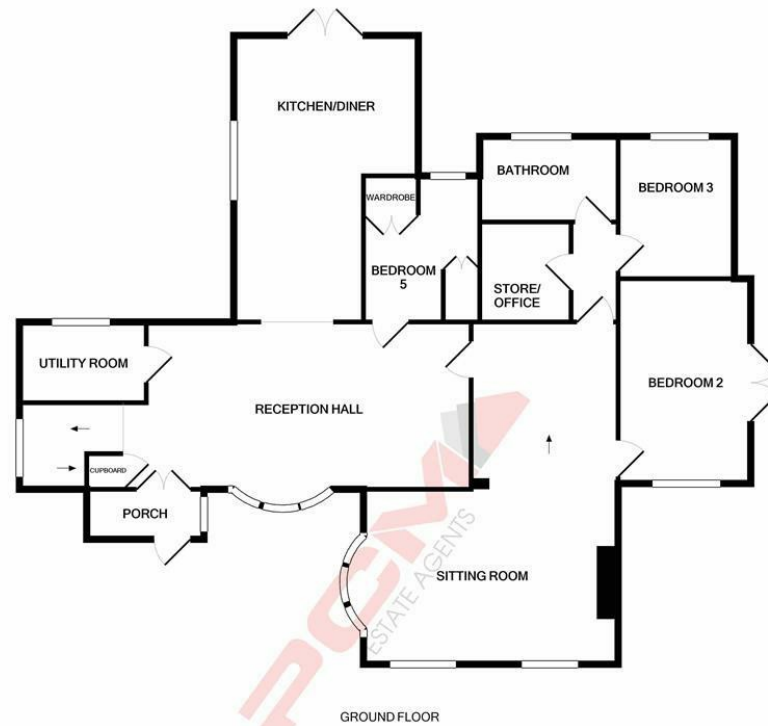 KITCHEN/DINER
BATHROOM
BEDROOM 3
WARDROBE
BEDROOM
5
STORE/
OFFICE
UTILITY ROOM
BEDROOM 2
RECEPTION HALL
CUPBOARD
PORCH
SITTING ROOM
PCM
ESTATE AGENTS
GROUND FLOOR